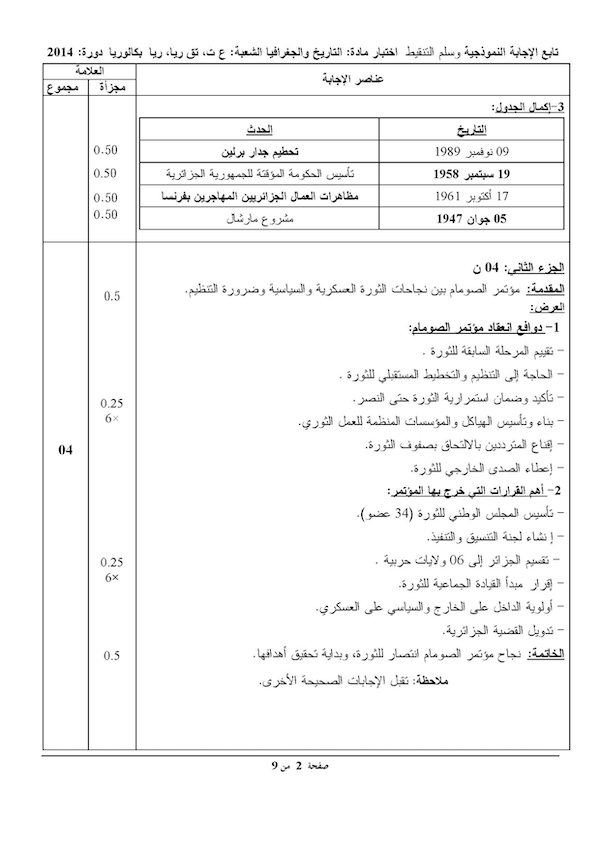 تابع الإجابة النموذجية وسلم التنقيط اختبار مادة: التاريخ والجغرافيا الشعبة: ع ت، تق ريا، ريا بكالوريا دورة: 2014
عناصر الإجابة العلامة
مجزأة مجموع
3-إكمال الجدول:
التاريخ الحدث
09 نوفمبر 1989 تحطيم جدار برلين 0.50
19 سبتمبر 1958 تأسيس الحكومة المؤقتة للجمهورية الجزائرية 0.50
17 أكتوبر 1961 مظاهرات العمال الجزائريين المهاجرين بفرنسا 0.50
05 جوان 1947 مشروع مارشال 0.50
الجزء الثاني: 04 ن
المقدمة: مؤتمر الصومام بين نجاحات الثورة العسكرية والسياسية وضرورة التنظيم. 0.5
العرض:
1- دوافع انعقاد مؤتمر الصومام:
- تقييم المرحلة السابقة للثورة .
- الحاجة إلى التنظيم والتخطيط المستقبلي للثورة .
- تأكيد وضمان استمرارية الثورة حتى النصر. 0.25
- بناء وتأسيس الهياكل والمؤسسات المنظمة للعمل الثوري. 6×
- إقناع المترددين بالالتحاق بصفوف الثورة. 04
- إعطاء الصدى الخارجي للثورة.
2- أهم القرارات التي خرج بها المؤتمر:
- تأسيس المجلس الوطني للثورة (34 عضو).
- إنشاء لجنة التنسيق والتنفيذ.
- تقسيم الجزائر إلى 06 ولايات حربية . 0.25
- إقرار مبدأ القيادة الجماعية للثورة. 6×
- أولوية الداخل على الخارج والسياسي على العسكري.
- تدويل القضية الجزائرية.
الخاتمة: نجاح مؤتمر الصومام انتصار للثورة، وبداية تحقيق أهدافها. 0.5
ملاحظة: تقبل الإجابات الصحيحة الأخرى.
صفحة 2 من 9